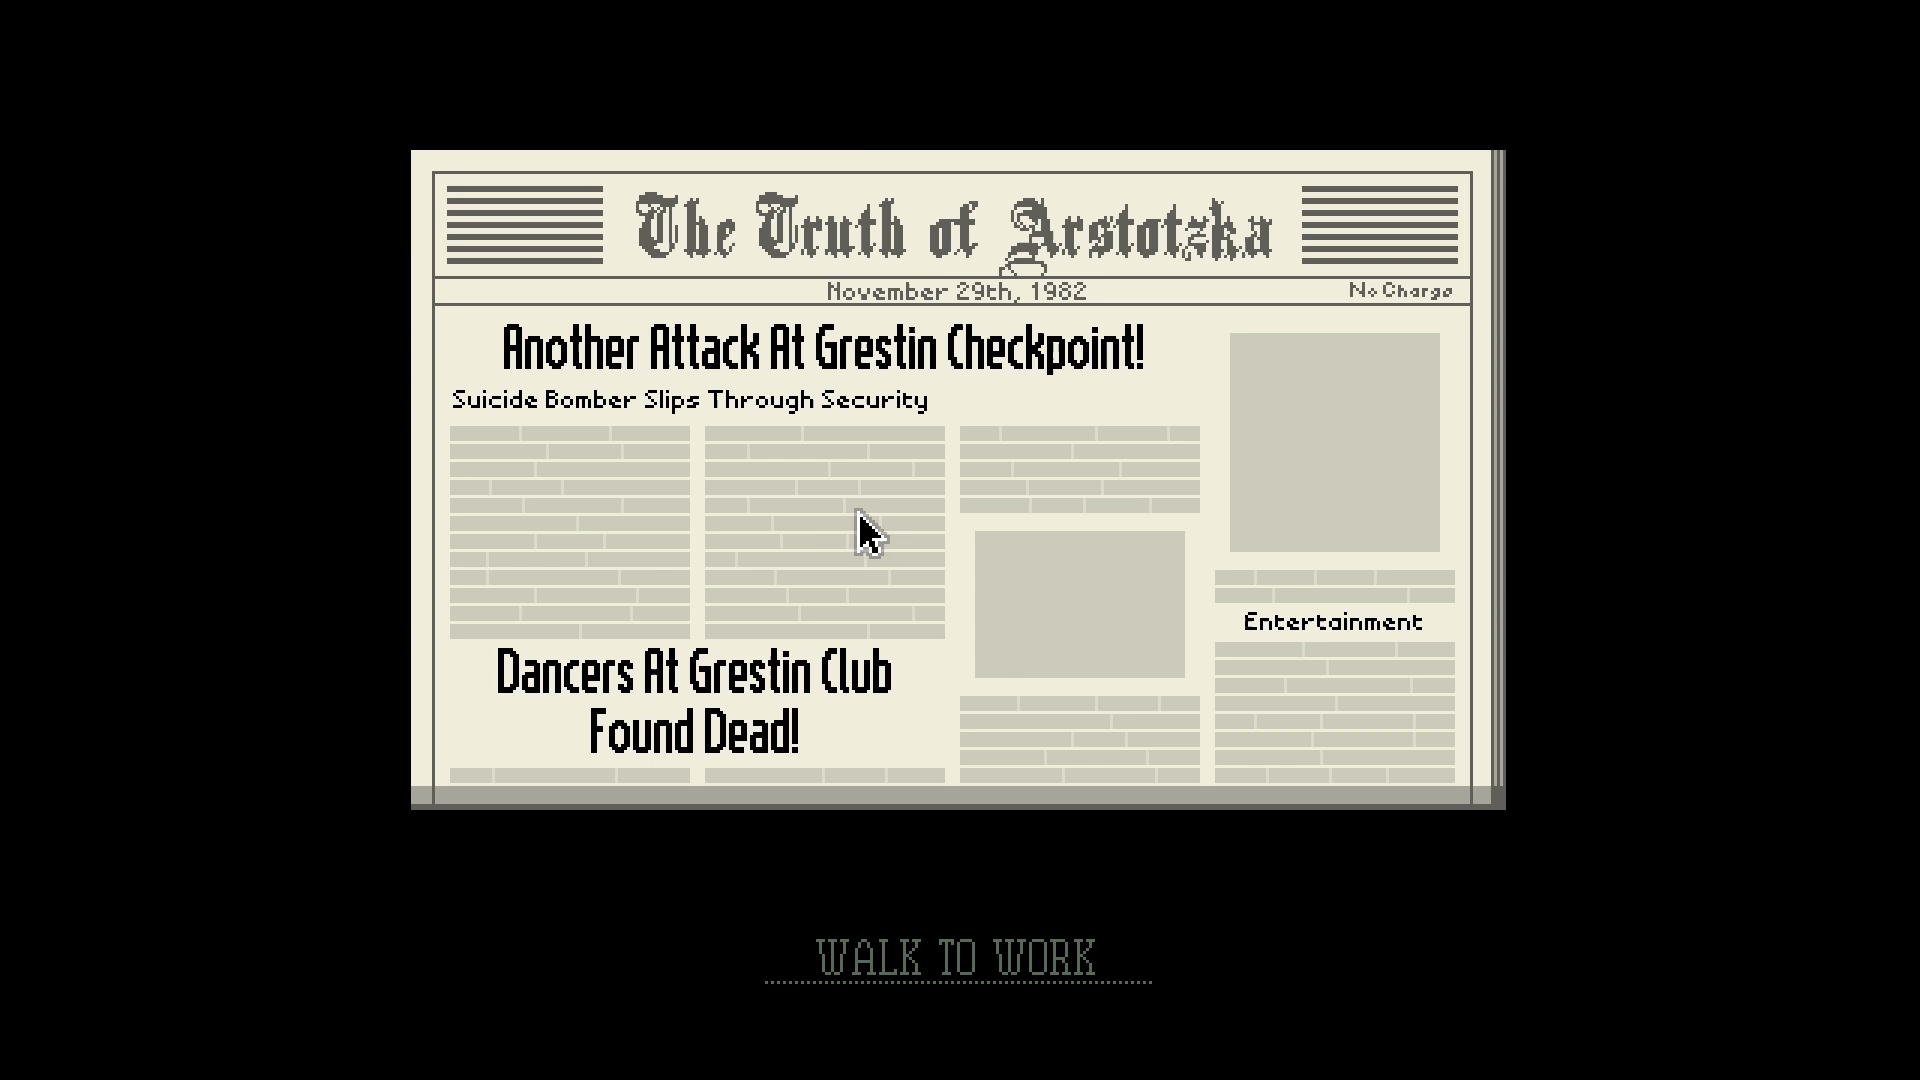 The Truth of Arstotzka
November 29th, 1982
No Charge
Another Attack At Grestin Checkpoint!
Suicide Bomber Slips Through Security
Dancers At Grestin Club
Found Dead!
Entertainment
WALK TO WORK